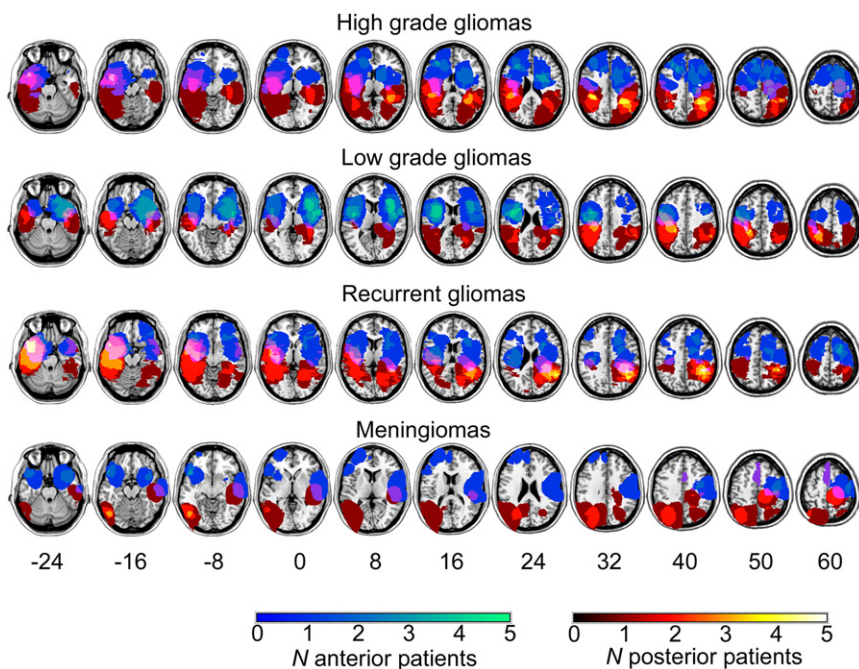 High grade gliomas
Low grade gliomas
Recurrent gliomas
Meningiomas
-24 -16 -8 0 8 16 24 32 40 50 60
0 1 2 3 4 5 0 1 2 3 4 5
N anterior patients N posterior patients